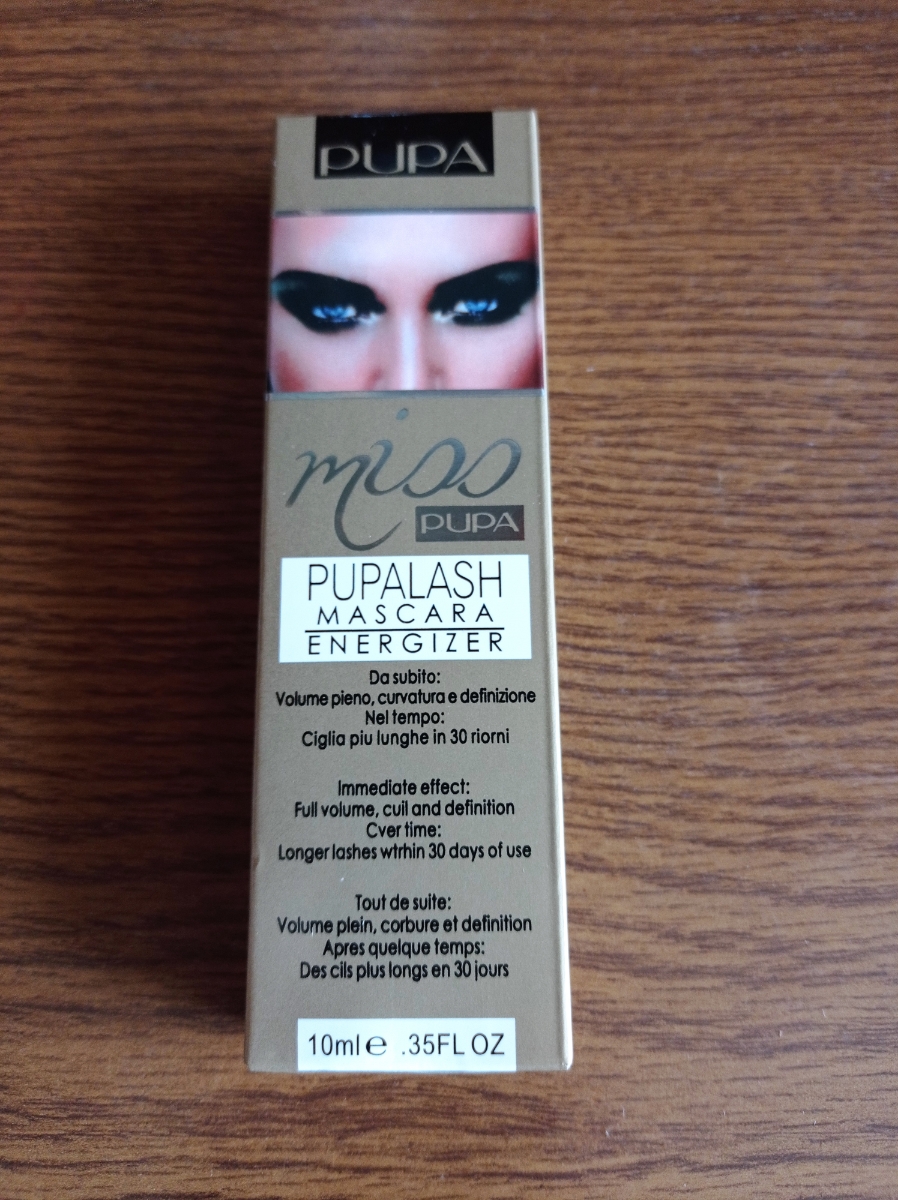 PUPA
miss
PUPA
PUPALASH
MASCARA
ENERGIZER
Da subito:
Volume pieno, curvatura e definizione
Nel tempo:
Ciglia piu lunghe in 30 riorni
Immediate effect:
Full volume, cuil and definition
Cver time:
Longer lashes wtrhin 30 days of use
Tout de suite:
Volume plein, corbure et definition
Apres quelque temps:
Des cils plus longs en 30 jours
10ml e .35FL OZ